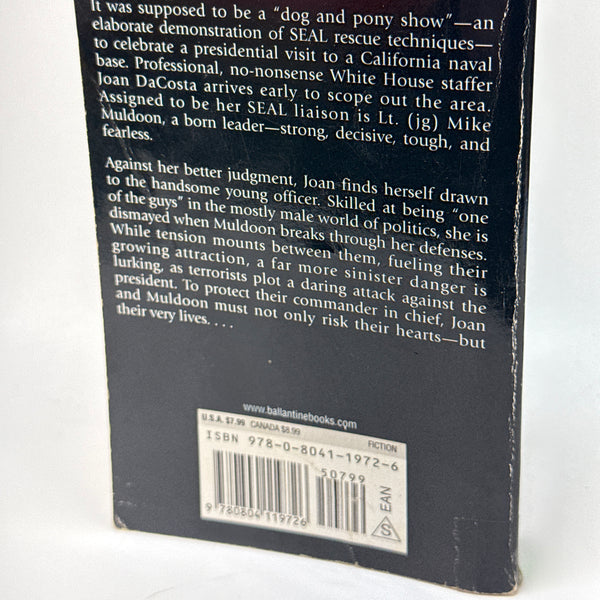 It was supposed to be a "dog and pony show"—an
elaborate demonstration of SEAL rescue techniques—
to celebrate a presidential visit to a California naval
base. Professional, no-nonsense White House staffer
Joan DaCosta arrives early to scope out the area.
Assigned to be her SEAL liaison is Lt. (jg) Mike
Muldoon, a born leader—strong, decisive, tough, and
fearless.
Against her better judgment, Joan finds herself drawn
to the handsome young officer. Skilled at being "one
of the guys" in the mostly male world of politics, she is
dismayed when Muldoon breaks through her defenses.
While tension mounts between them, fueling their
growing attraction, a far more sinister danger is
lurking, as terrorists plot a daring attack against the
president. To protect their commander in chief, Joan
and Muldoon must not only risk their hearts—but
their very lives. . . .
www.ballantinebooks.com
U.S.A. $7.99 CANADA $8.99
FICTION
ISBN 978-0-8041-1972-6
50799
9 780804 119726
EAN
S